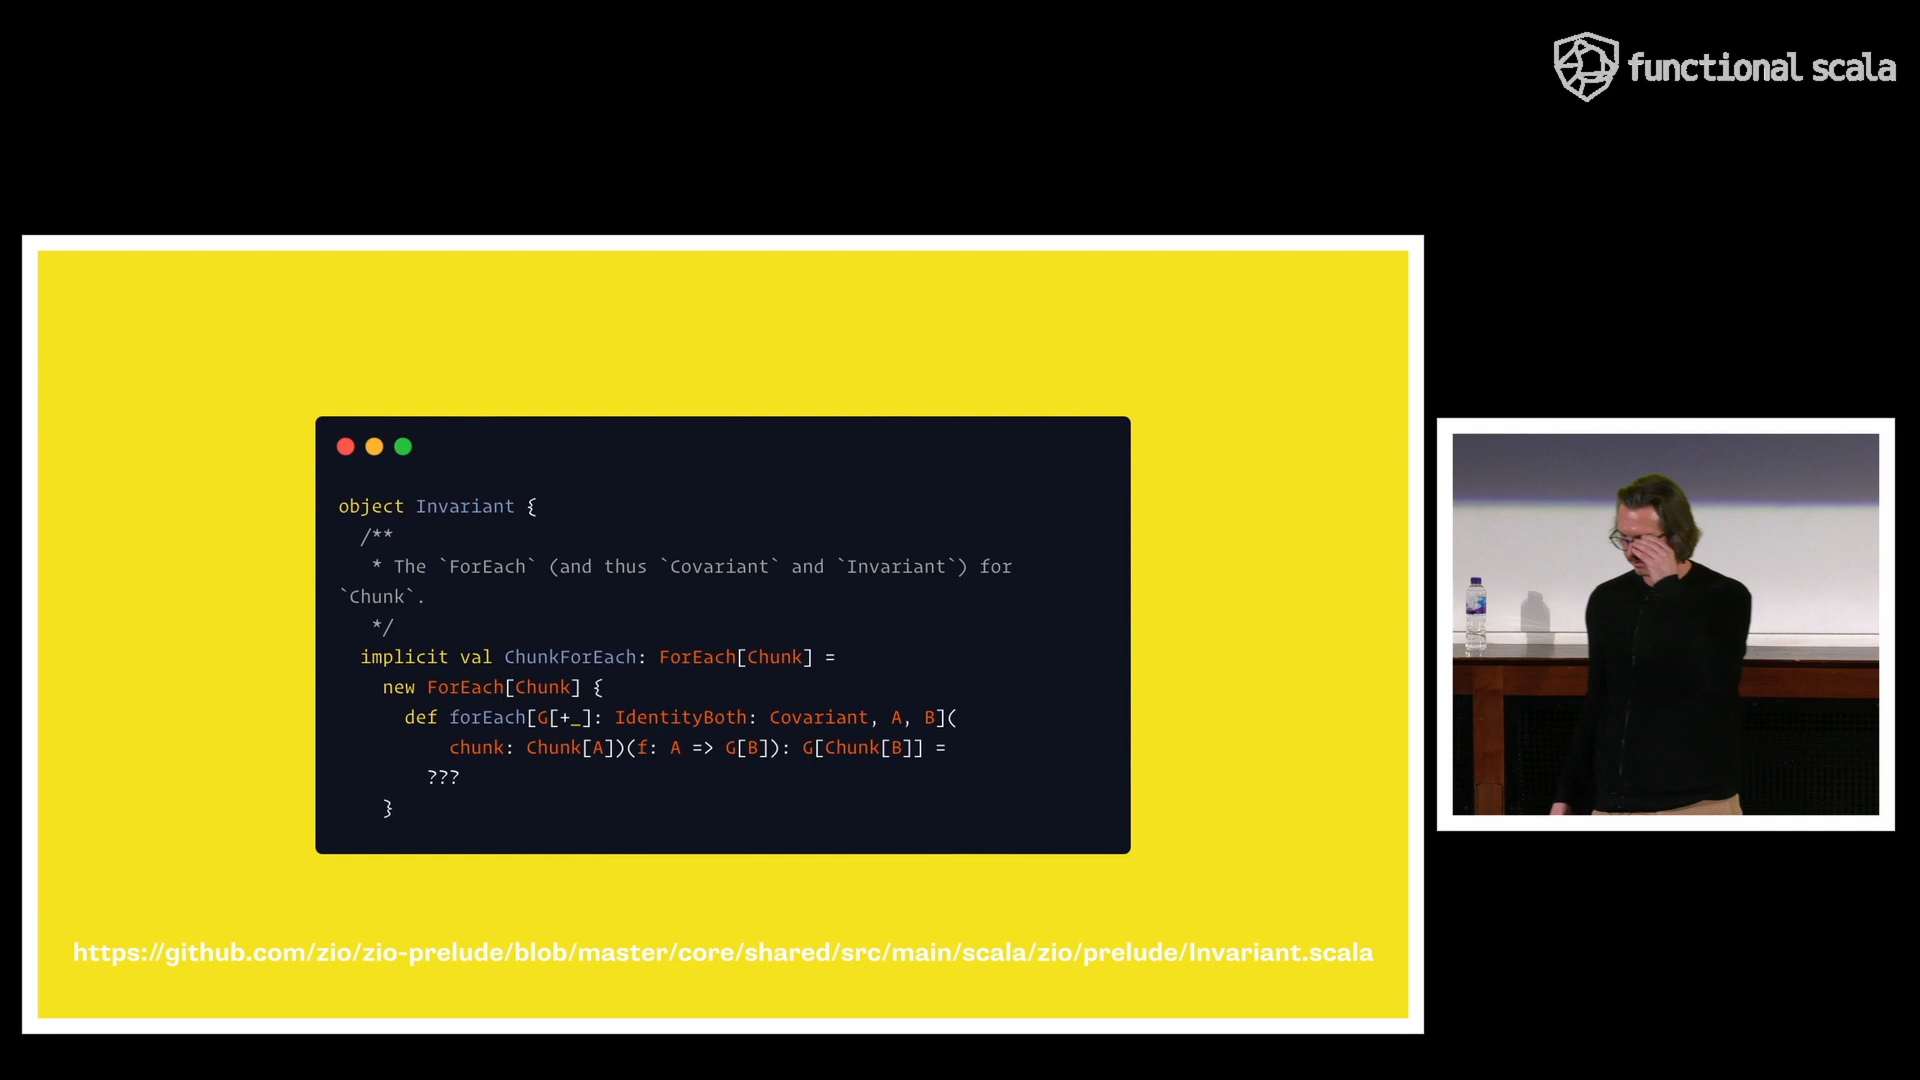 functional scala
object Invariant {
/**
* The `ForEach` (and thus `Covariant` and `Invariant`) for
`Chunk`.
*/
implicit val ChunkForEach: ForEach[Chunk] =
new ForEach[Chunk] {
def forEach[G[+_]: IdentityBoth: Covariant, A, B](
chunk: Chunk[A])(f: A => G[B]): G[Chunk[B]] =
???
}
https://github.com/zio/zio-prelude/blob/master/core/shared/src/main/scala/zio/prelude/Invariant.scala